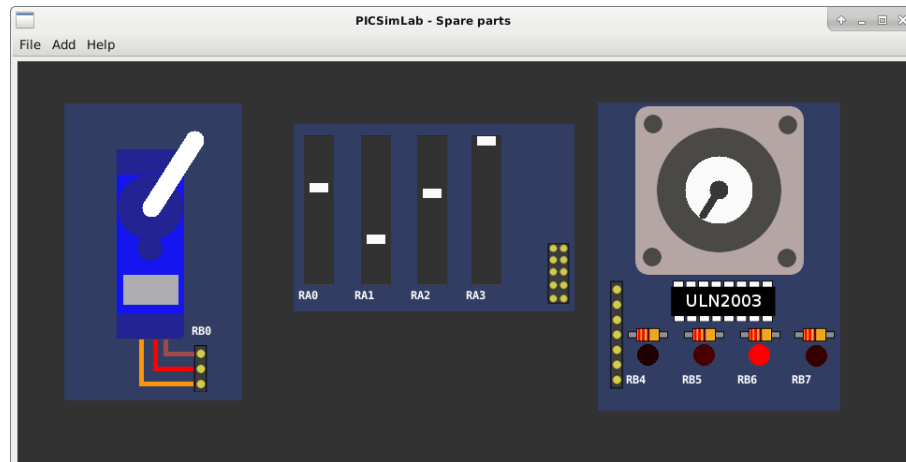 PICSimLab - Spare parts
File Add Help
RB0
RA0 RA1 RA2 RA3
ULN2003
RB4 RB5 RB6 RB7